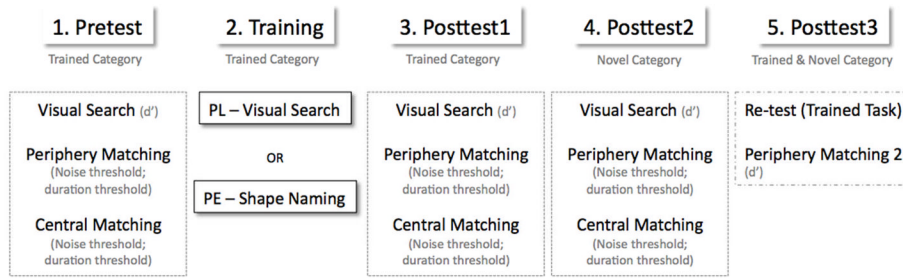 1. Pretest
Trained Category
Visual Search (d')
Periphery Matching
(Noise threshold;
duration threshold)
Central Matching
(Noise threshold;
duration threshold)
2. Training
Trained Category
PL – Visual Search
OR
PE – Shape Naming
3. Posttest1
Trained Category
Visual Search (d')
Periphery Matching
(Noise threshold;
duration threshold)
Central Matching
(Noise threshold;
duration threshold)
4. Posttest2
Novel Category
Visual Search (d')
Periphery Matching
(Noise threshold;
duration threshold)
Central Matching
(Noise threshold;
duration threshold)
5. Posttest3
Trained & Novel Category
Re-test (Trained Task)
Periphery Matching 2
(d')